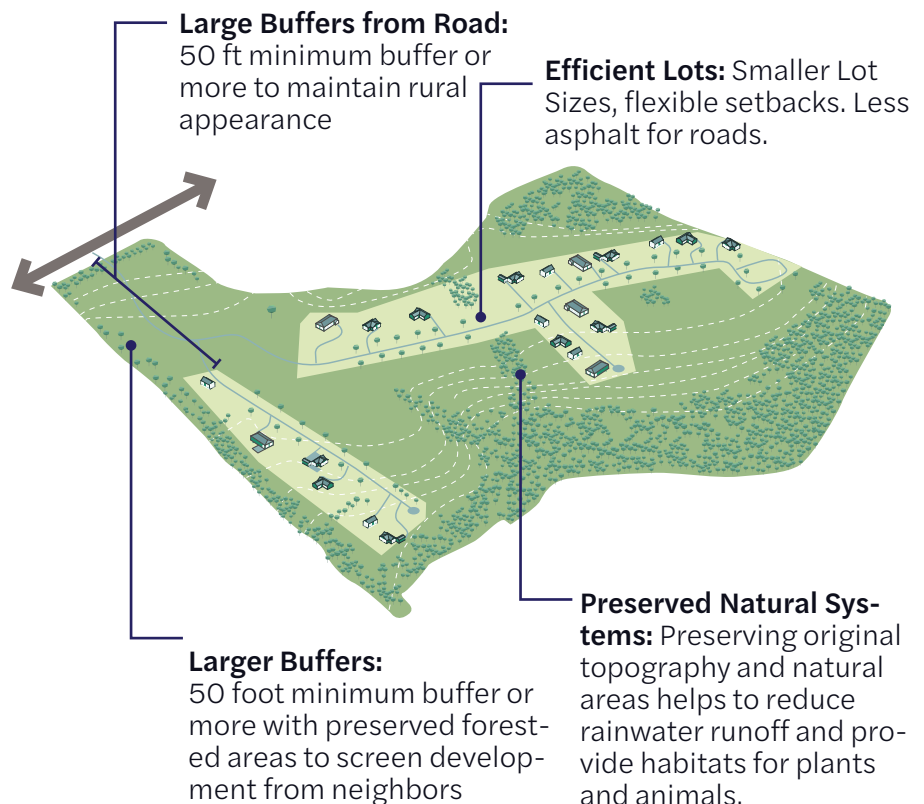 Large Buffers from Road:
50 ft minimum buffer or
more to maintain rural
appearance
Efficient Lots: Smaller Lot
Sizes, flexible setbacks. Less
asphalt for roads.
Larger Buffers:
50 foot minimum buffer or
more with preserved forest-
ed areas to screen develop-
ment from neighbors
Preserved Natural Sys-
tems: Preserving original
topography and natural
areas helps to reduce
rainwater runoff and pro-
vide habitats for plants
and animals.